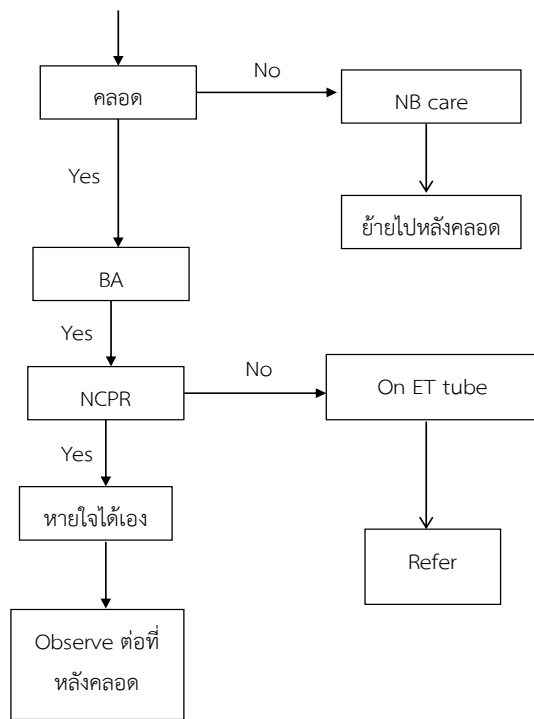 No
คลอด
NB care
Yes
ย้ายไปหลังคลอด
BA
Yes
No
NCPR
On ET tube
Yes
หายใจได้เอง
Refer
Observe ต่อที่
หลังคลอด